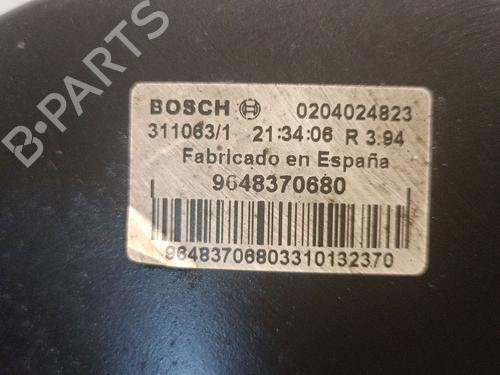 B-PARTS
BOSCH 0204024823
311063/1 21:34:06 R 3.94
Fabricado en España
9648370680
96483706803310132370